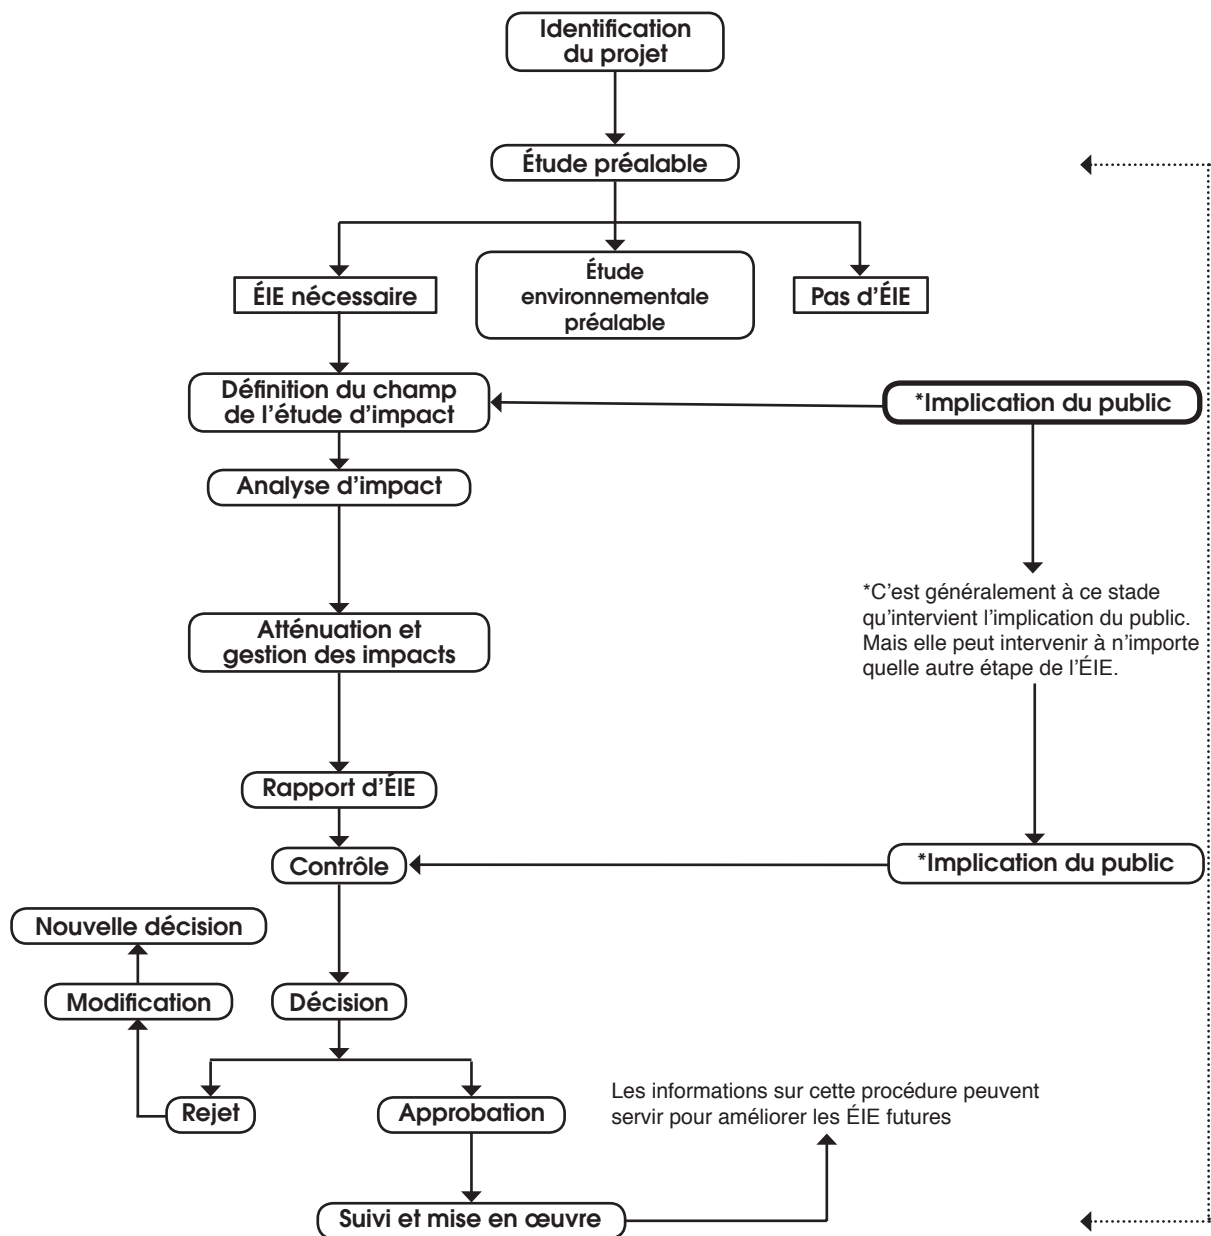 Identification
du projet
Étude préalable
ÉIE nécessaire
Étude
environnementale
préalable
Pas d’ÉIE
Définition du champ
de l’étude d’impact
*Implication du public
Analyse d’impact
*C’est généralement à ce stade
qu’intervient l’implication du public.
Mais elle peut intervenir à n’importe
quelle autre étape de l’ÉIE.
Atténuation et
gestion des impacts
Rapport d’ÉIE
Contrôle
*Implication du public
Nouvelle décision
Modification
Décision
Rejet
Approbation
Les informations sur cette procédure peuvent
servir pour améliorer les ÉIE futures
Suivi et mise en œuvre